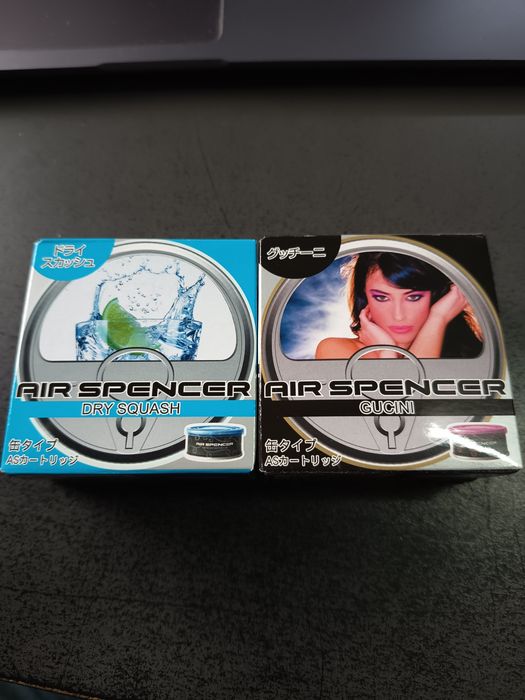 ドライ
スカッシュ
AIR SPENCER
DRY SQUASH
缶タイプ
ASカートリッジ
AIR SPENCER
グッチーニ
AIR SPENCER
GUCINI
缶タイプ
ASカートリッジ